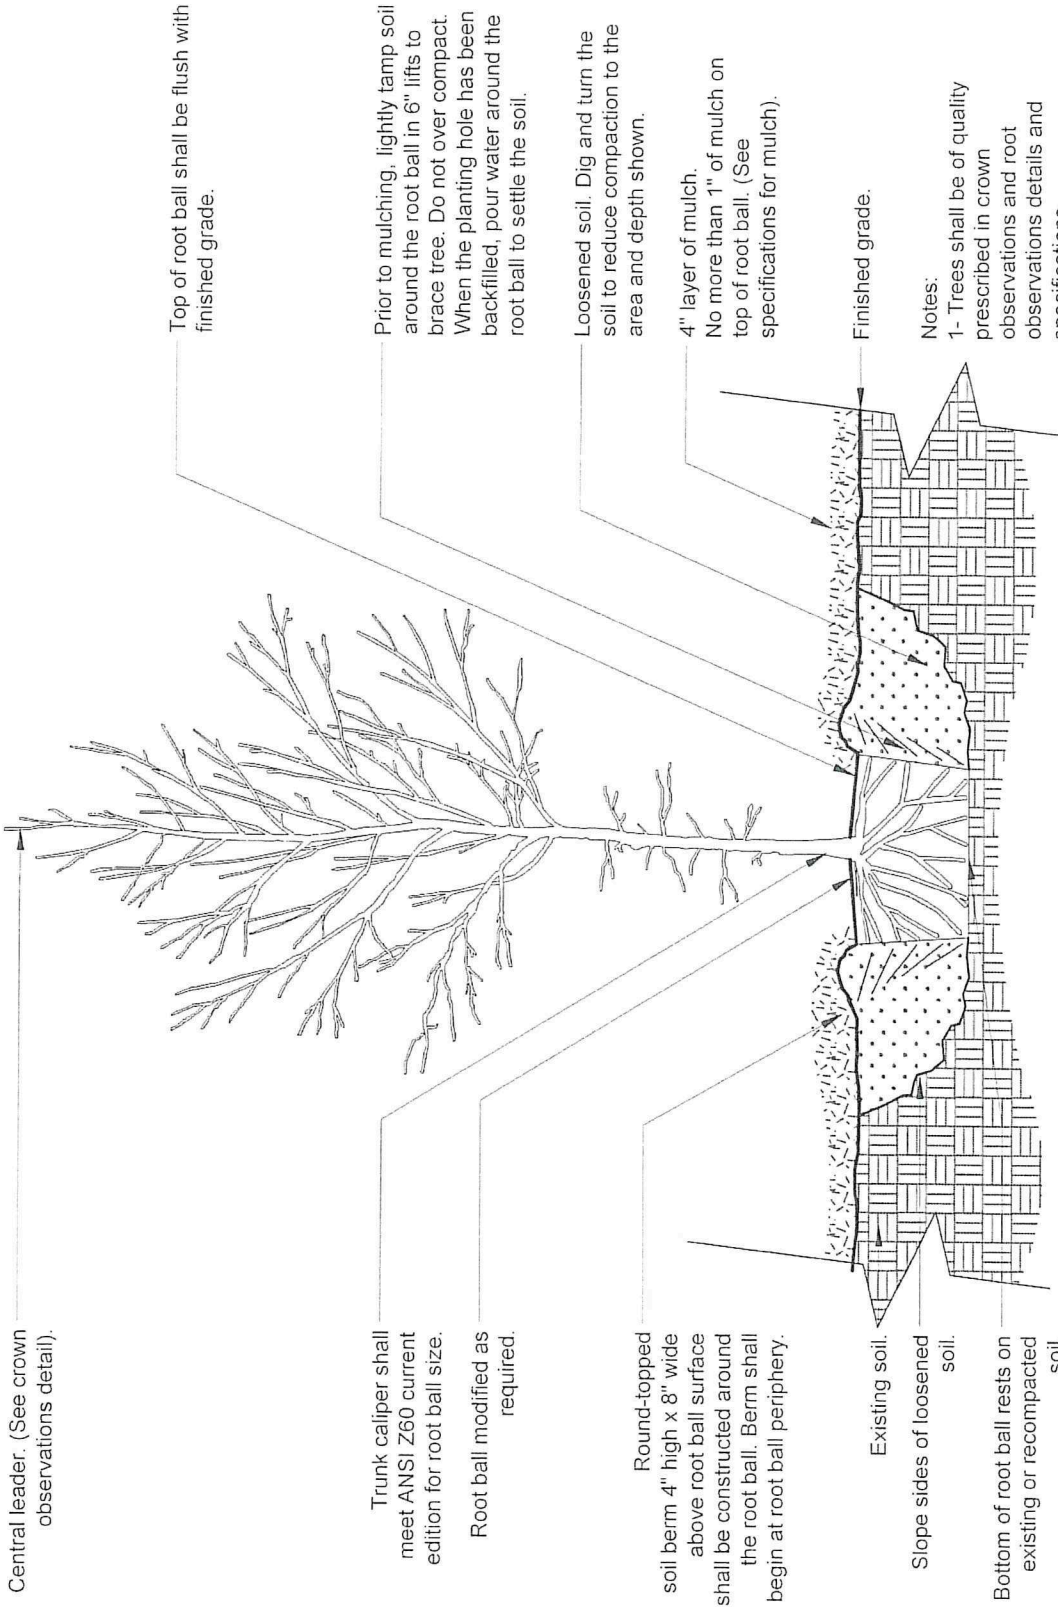 Central leader. (See crown
observations detail).
Trunk caliper shall
meet ANSI Z60 current
edition for root ball size.
Root ball modified as
required.
Round-topped
soil berm 4" high x 8" wide
above root ball surface
shall be constructed around
the root ball. Berm shall
begin at root ball periphery.
Existing soil.
Slope sides of loosened
soil.
Bottom of root ball rests on
existing or recompacted
soil.
Top of root ball shall be flush with
finished grade.
Prior to mulching, lightly tamp soil
around the root ball in 6" lifts to
brace tree. Do not over compact.
When the planting hole has been
backfilled, pour water around the
root ball to settle the soil.
Loosened soil. Dig and turn the
soil to reduce compaction to the
area and depth shown.
4" layer of mulch.
No more than 1" of mulch on
top of root ball. (See
specifications for mulch).
Finished grade.
Notes:
1- Trees shall be of quality
prescribed in crown
observations and root
observations details and
specifications.